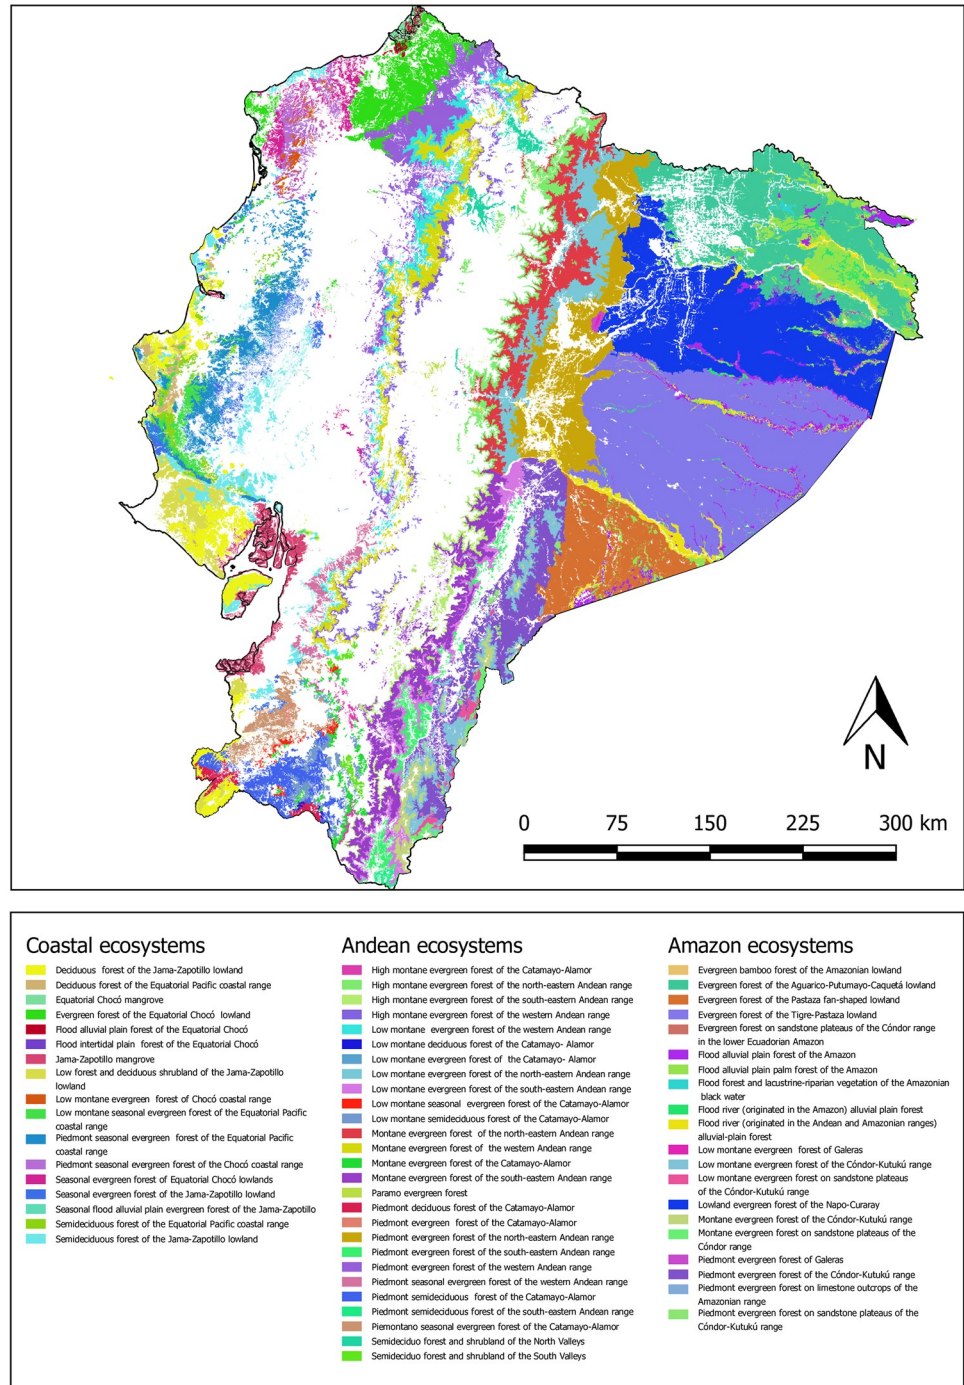 N
0 75 150 225 300 km
Coastal ecosystems
Deciduous forest of the Jama-Zapotillo lowland
Deciduous forest of the Equatorial Pacific coastal range
Equatorial Chocó mangrove
Evergreen forest of the Equatorial Chocó lowland
Flood alluvial plain forest of the Equatorial Chocó
Flood intertidal plain forest of the Equatorial Chocó
Jama-Zapotillo mangrove
Low forest and deciduous shrubland of the Jama-Zapotillo
lowland
Low montane evergreen forest of Chocó coastal range
Low montane seasonal evergreen forest of the Equatorial Pacific
coastal range
Piedmont seasonal evergreen forest of the Equatorial Pacific
coastal range
Piedmont seasonal evergreen forest of the Chocó coastal range
Seasonal evergreen forest of Equatorial Chocó lowlands
Seasonal evergreen forest of the Jama-Zapotillo lowland
Seasonal flood alluvial plain evergreen forest of the Jama-Zapotillo
Semideciduous forest of the Equatorial Pacific coastal range
Semideciduous forest of the Jama-Zapotillo lowland
Andean ecosystems
High montane evergreen forest of the Catamayo-Alamor
High montane evergreen forest of the north-eastern Andean range
High montane evergreen forest of the south-eastern Andean range
High montane evergreen forest of the western Andean range
Low montane evergreen forest of the western Andean range
Low montane deciduous forest of the Catamayo- Alamor
Low montane evergreen forest of the Catamayo- Alamor
Low montane evergreen forest of the north-eastern Andean range
Low montane evergreen forest of the south-eastern Andean range
Low montane seasonal evergreen forest of the Catamayo-Alamor
Low montane semideciduous forest of the Catamayo-Alamor
Montane evergreen forest of the north-eastern Andean range
Montane evergreen forest of the western Andean range
Montane evergreen forest of the Catamayo-Alamor
Montane evergreen forest of the south-eastern Andean range
Paramo evergreen forest
Piedmont deciduous forest of the Catamayo-Alamor
Piedmont evergreen forest of the Catamayo-Alamor
Piedmont evergreen forest of the north-eastern Andean range
Piedmont evergreen forest of the south-eastern Andean range
Piedmont evergreen forest of the western Andean range
Piedmont seasonal evergreen forest of the western Andean range
Piedmont semideciduous forest of the Catamayo-Alamor
Piedmont semideciduous forest of the south-eastern Andean range
Piemontano seasonal evergreen forest of the Catamayo-Alamor
Semideciduo forest and shrubland of the North Valleys
Semideciduo forest and shrubland of the South Valleys
Amazon ecosystems
Evergreen bamboo forest of the Amazonian lowland
Evergreen forest of the Aguarico-Putumayo-Caquetá lowland
Evergreen forest of the Pastaza fan-shaped lowland
Evergreen forest of the Tigre-Pastaza lowland
Evergreen forest on sandstone plateaus of the Cóndor range
in the lower Ecuadorian Amazon
Flood alluvial plain forest of the Amazon
Flood alluvial plain palm forest of the Amazon
Flood forest and lacustrine-riparian vegetation of the Amazonian
black water
Flood river (originated in the Amazon) alluvial plain forest
Flood river (originated in the Andean and Amazonian ranges)
alluvial-plain forest
Low montane evergreen forest of Galeras
Low montane evergreen forest of the Cóndor-Kutukú range
Low montane evergreen forest on sandstone plateaus
of the Cóndor-Kutukú range
Lowland evergreen forest of the Napo-Curaray
Montane evergreen forest of the Cóndor-Kutukú range
Montane evergreen forest on sandstone plateaus of the
Cóndor range
Piedmont evergreen forest of Galeras
Piedmont evergreen forest of the Cóndor-Kutukú range
Piedmont evergreen forest on limestone outcrops of the
Amazonian range
Piedmont evergreen forest on sandstone plateaus of the
Cóndor-Kutukú range